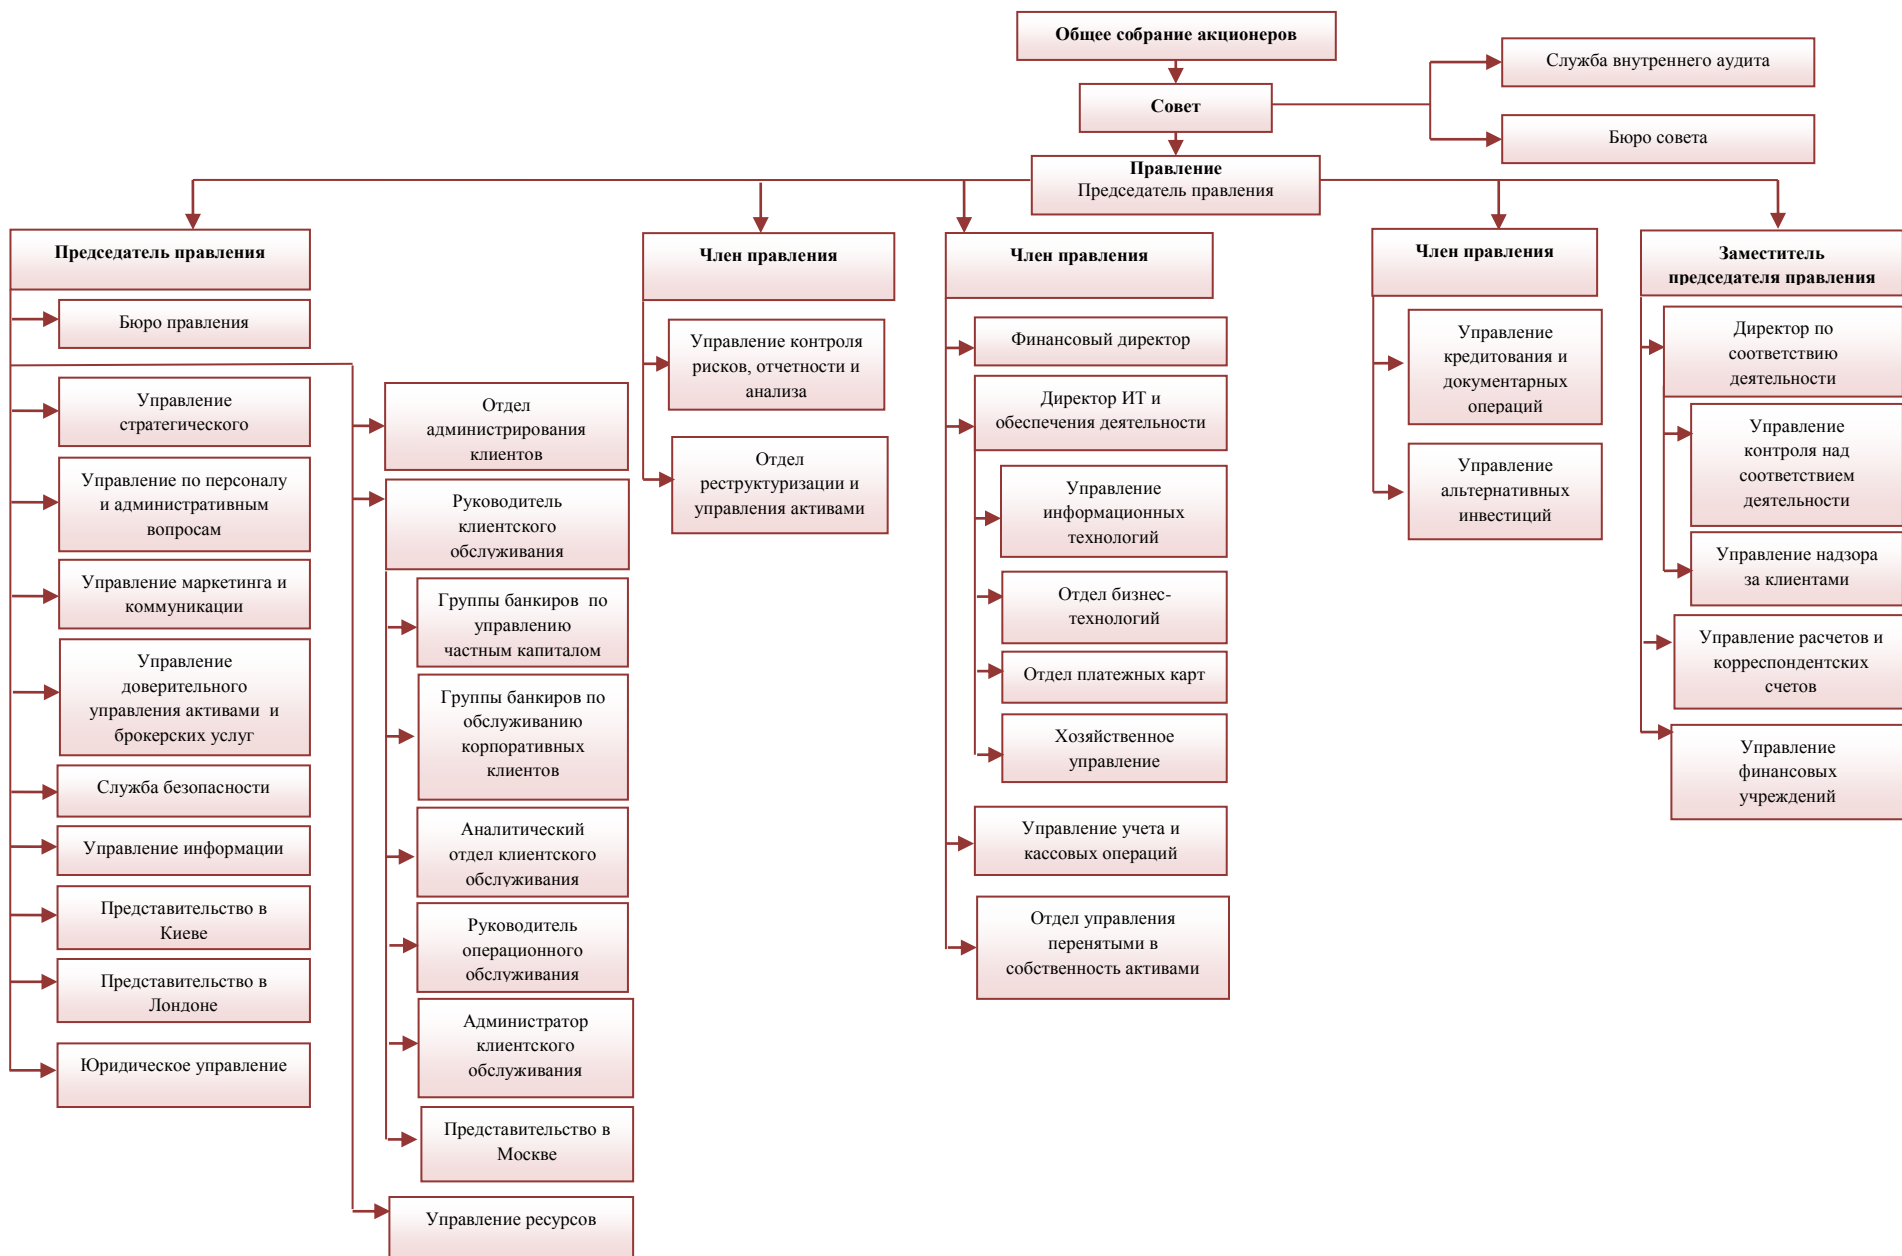 Общее собрание акционеров
Служба внутреннего аудита
Совет
Бюро совета
Правление
Председатель правления
Председатель правления
Бюро правления
Управление
стратегического
Управление по персоналу
и административным
вопросам
Управление маркетинга и
коммуникации
Управление
доверительного
управления активами и
брокерских услуг
Служба безопасности
Управление информации
Представительство в
Киеве
Представительство в
Лондоне
Юридическое управление
Отдел
администрирования
клиентов
Руководитель
клиентского
обслуживания
Группы банкиров по
управлению
частным капиталом
Группы банкиров по
обслуживанию
корпоративных
клиентов
Аналитический
отдел клиентского
обслуживания
Руководитель
операционного
обслуживания
Администратор
клиентского
обслуживания
Представительство в
Москве
Управление ресурсов
Член правления
Управление контроля
рисков, отчетности и
анализа
Отдел
реструктуризации и
управления активами
Член правления
Финансовый директор
Директор ИТ и
обеспечения деятельности
Управление
информационных
технологий
Отдел бизнес-
технологий
Отдел платежных карт
Хозяйственное
управление
Управление учета и
кассовых операций
Отдел управления
перенятыми в
собственность активами
Член правления
Управление
кредитования и
документарных
операций
Управление
альтернативных
инвестиций
Заместитель
председателя правления
Директор по
соответствию
деятельности
Управление
контроля над
соответствием
деятельности
Управление надзора
за клиентами
Управление расчетов и
корреспондентских
счетов
Управление
финансовых
учреждений